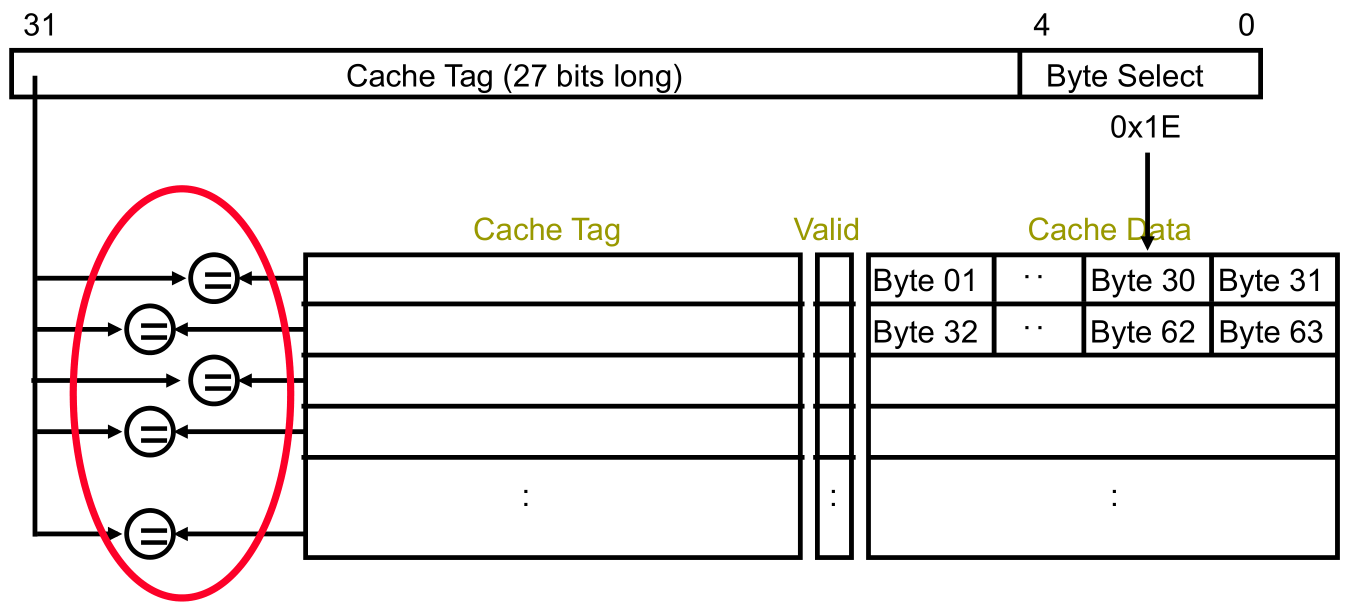 31 4 0
Cache Tag (27 bits long) Byte Select
0x1E
Cache Tag Valid Cache Data
= Byte 01 ·· Byte 30 Byte 31
= Byte 32 ·· Byte 62 Byte 63
=
=
= : : :